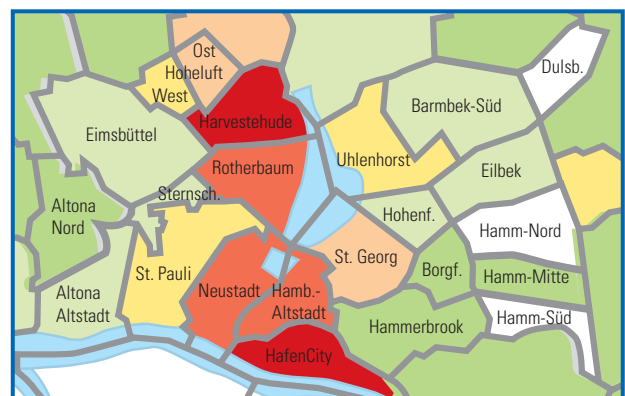 Ost
Hoheluft
West
Dulsb.
Harvestehude
Barmbek-Süd
Eimsbüttel
Rotherbaum
Uhlenhorst
Eilbek
Sternsch.
Altona
Nord
Hohenf.
Hamm-Nord
St. Georg
St. Pauli
Borgf.
Hamm-Mitte
Altona
Altstadt
Neustadt
Hamb.-
Altstadt
Hammerbrook
Hamm-Süd
HafenCity